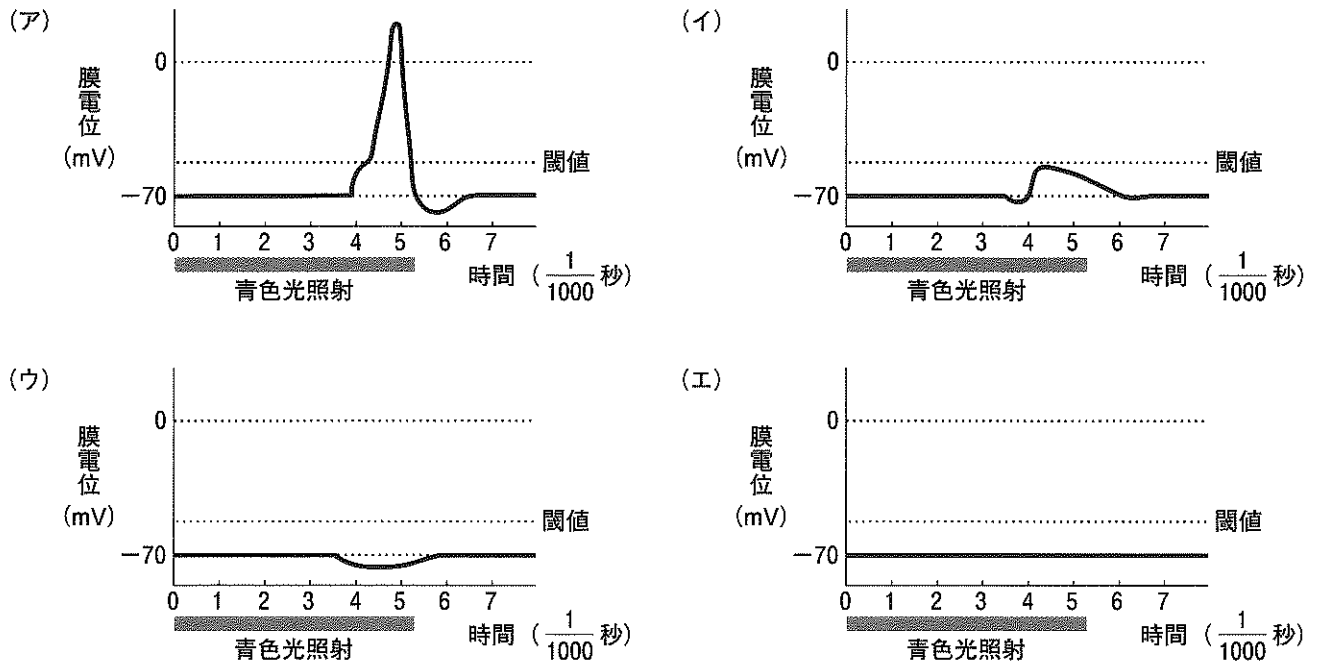 (ア)
0
膜電位
(mV)
閾値
−70
0 1 2 3 4 5 6 7
青色光照射
時間 (1/1000 秒)
(イ)
0
膜電位
(mV)
閾値
−70
0 1 2 3 4 5 6 7
青色光照射
時間 (1/1000 秒)
(ウ)
0
膜電位
(mV)
閾値
−70
0 1 2 3 4 5 6 7
青色光照射
時間 (1/1000 秒)
(エ)
0
膜電位
(mV)
閾値
−70
0 1 2 3 4 5 6 7
青色光照射
時間 (1/1000 秒)